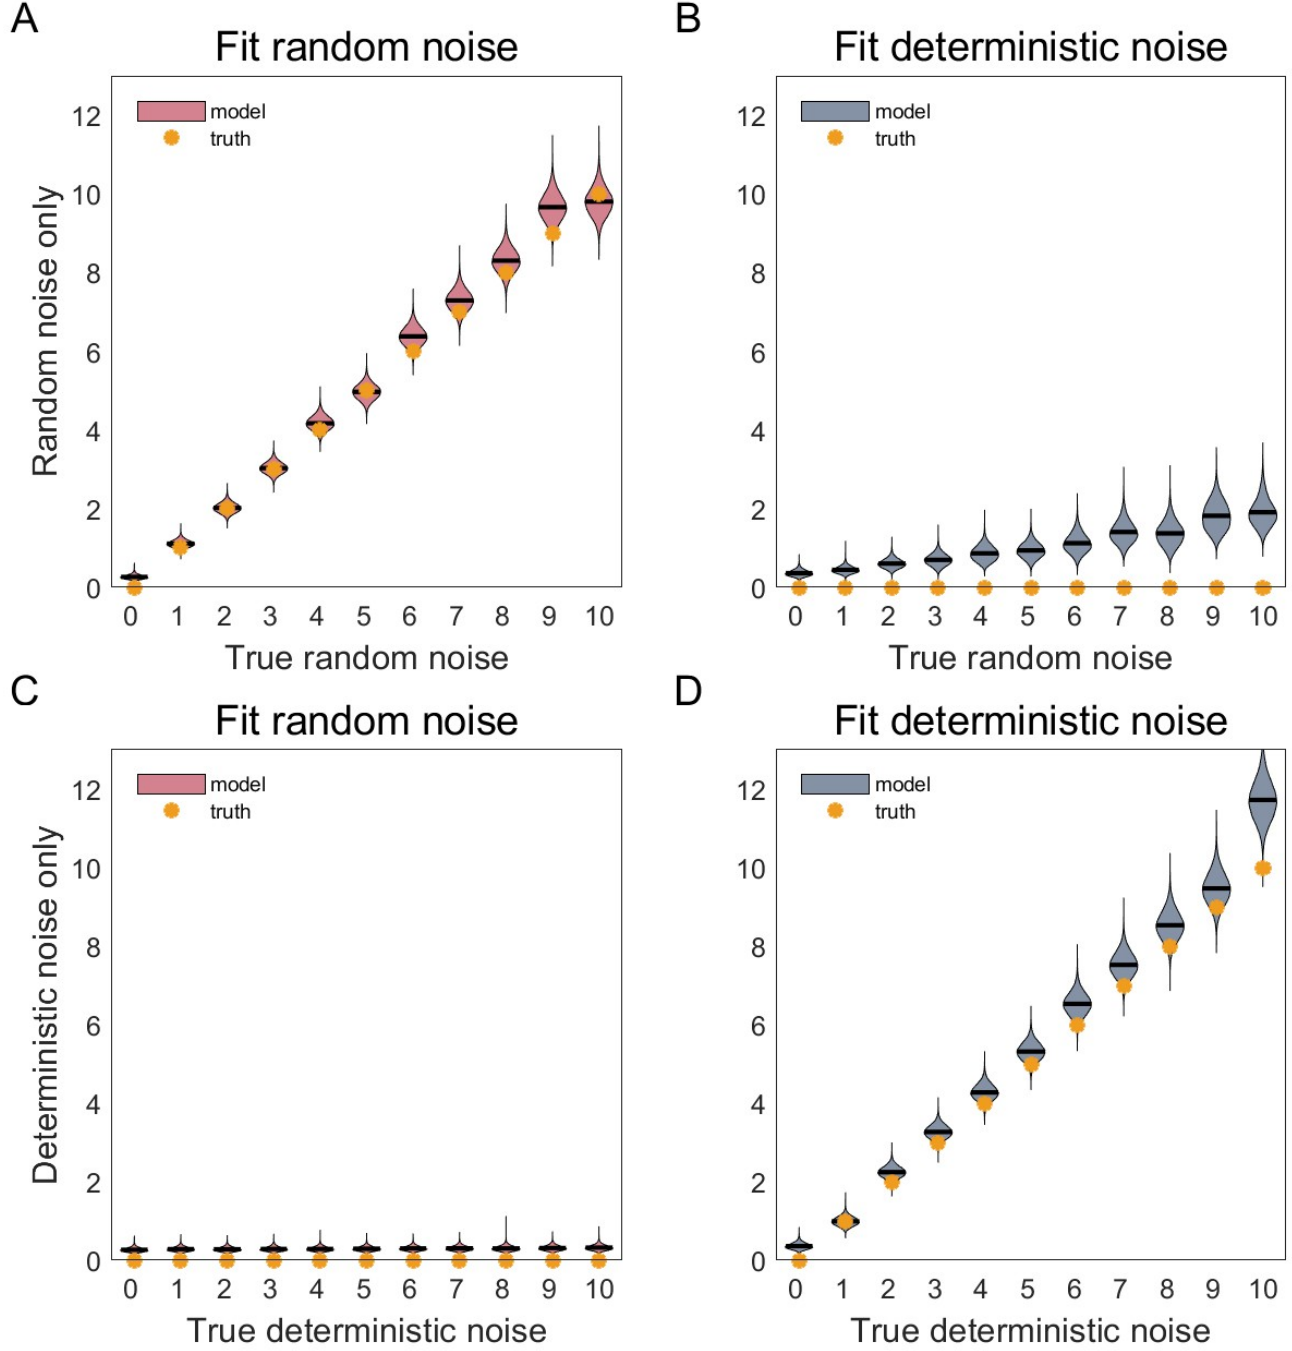 A
Fit random noise
model
truth
Random noise only
12
10
8
6
4
2
0
0 1 2 3 4 5 6 7 8 9 10
True random noise
B
Fit deterministic noise
model
truth
12
10
8
6
4
2
0
0 1 2 3 4 5 6 7 8 9 10
True random noise
C
Fit random noise
model
truth
Deterministic noise only
12
10
8
6
4
2
0
0 1 2 3 4 5 6 7 8 9 10
True deterministic noise
D
Fit deterministic noise
model
truth
12
10
8
6
4
2
0
0 1 2 3 4 5 6 7 8 9 10
True deterministic noise